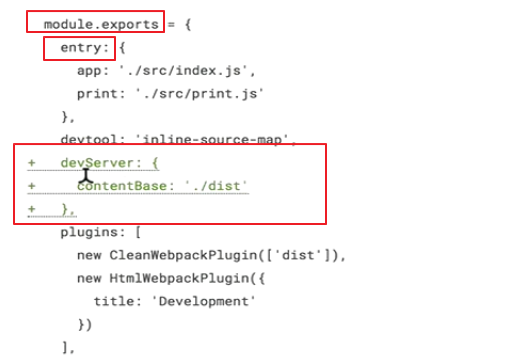 module.exports = {
entry: {
app: './src/index.js',
print: './src/print.js'
},
devtool: 'inline-source-map',
+ devServer: {
+ contentBase: './dist'
+ },
plugins: [
new CleanWebpackPlugin(['dist']),
new HtmlWebpackPlugin({
title: 'Development'
})
],